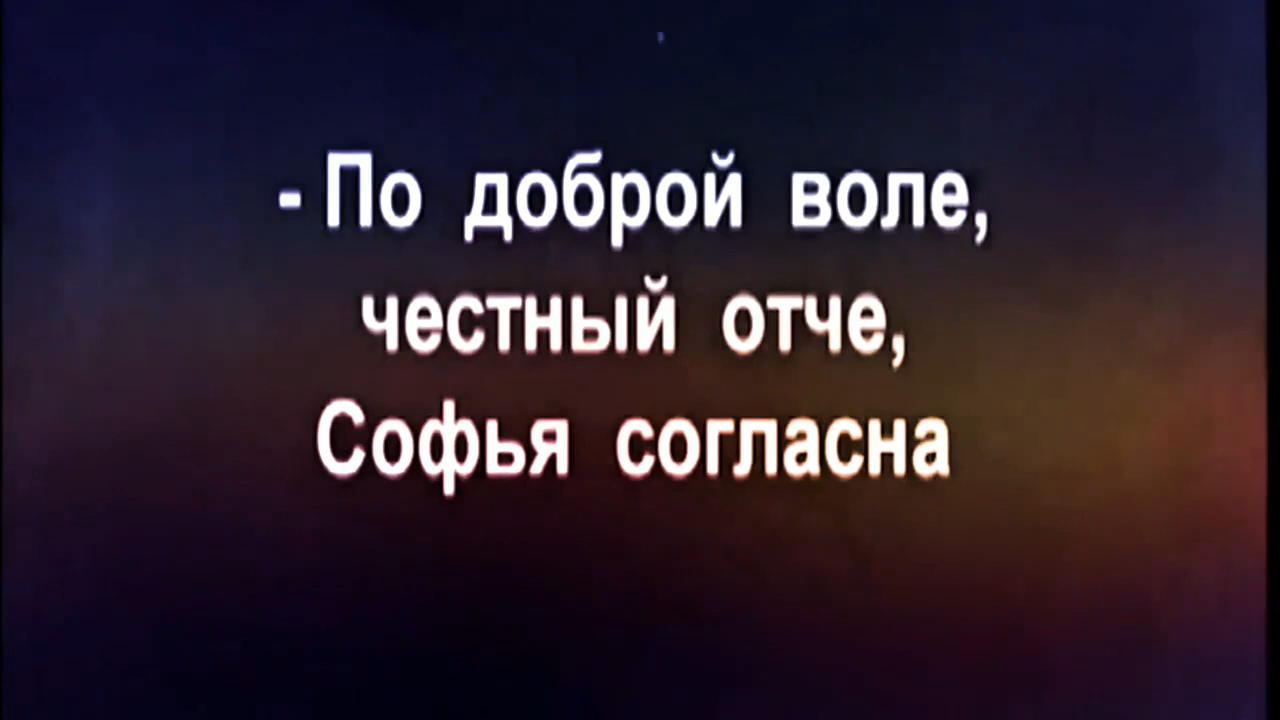 - По доброй воле,
честный отче,
Софья согласна